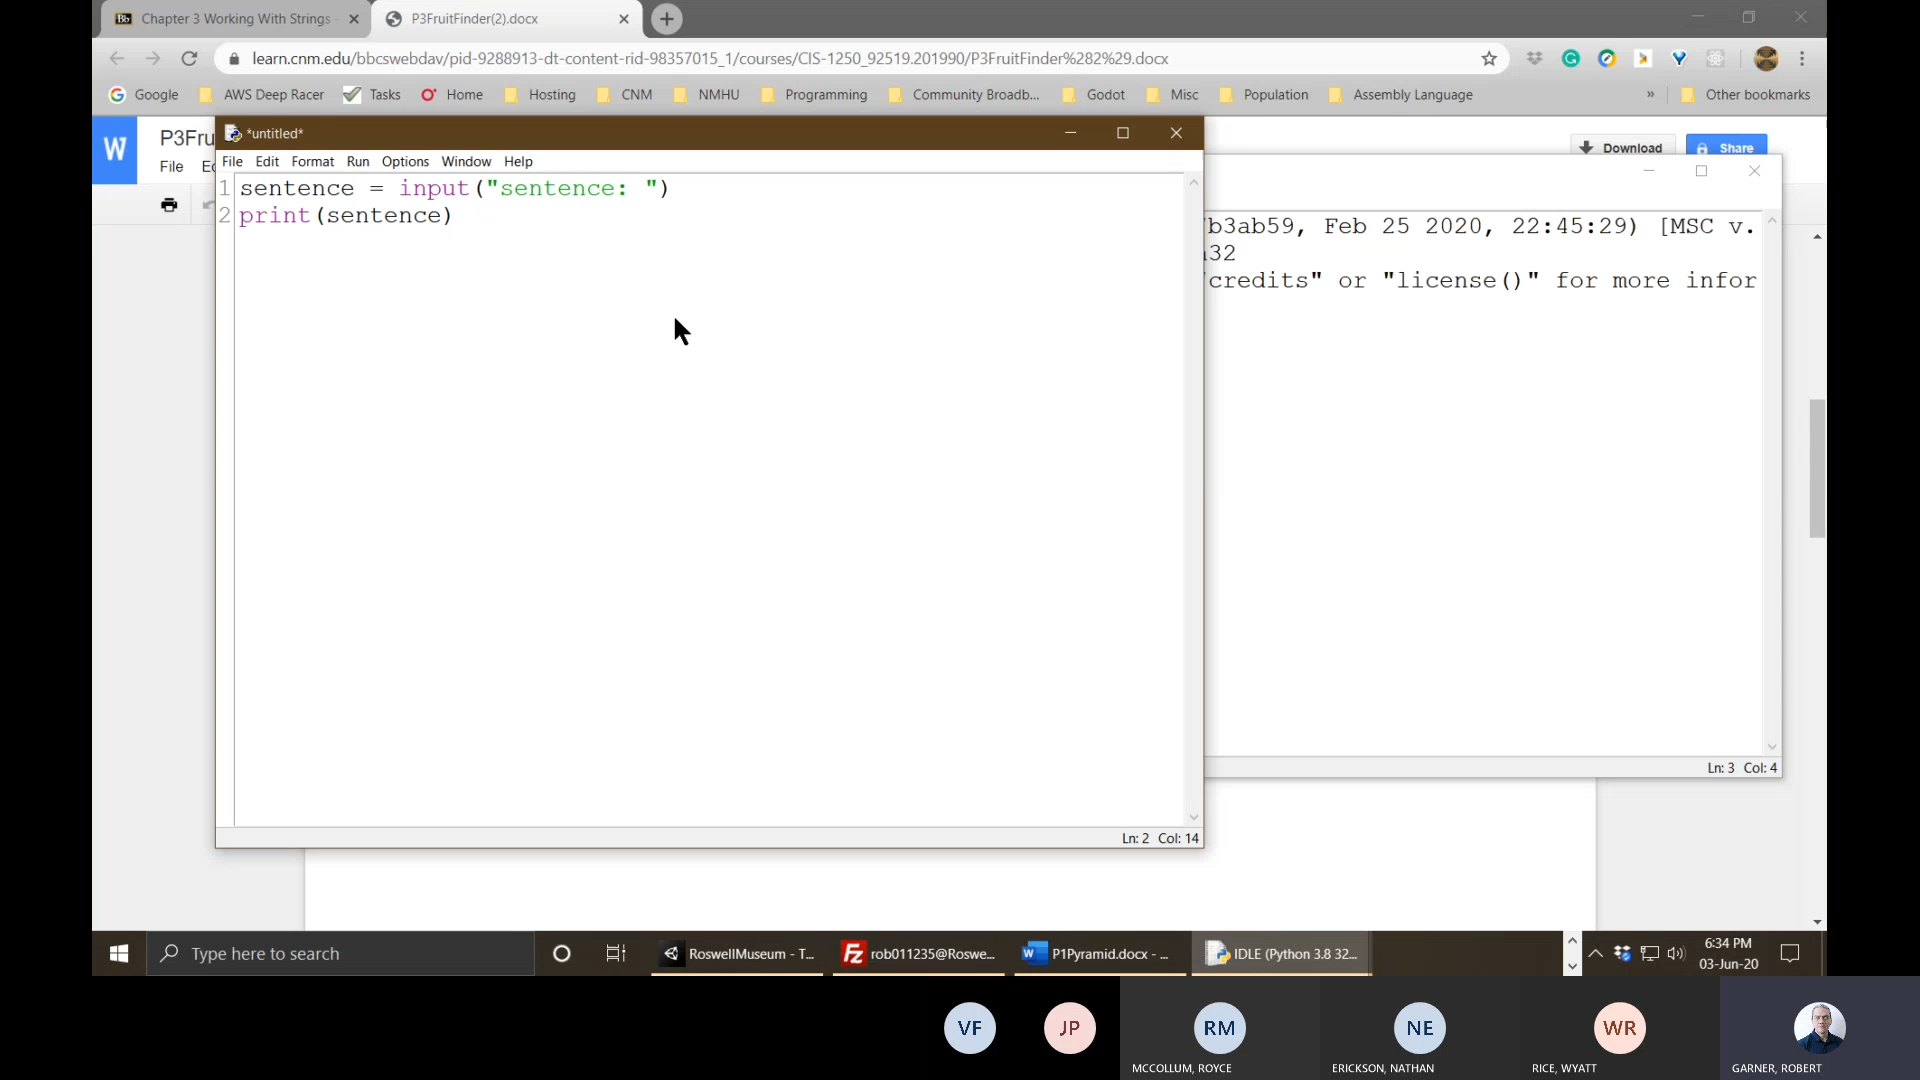 Bb Chapter 3 Working With Strings
P3FruitFinder(2).docx
learn.cnm.edu/bbcswebdav/pid-9288913-dt-content-rid-98357015_1/courses/CIS-1250_92519.201990/P3FruitFinder%282%29.docx
Google AWS Deep Racer Tasks Home Hosting CNM NMHU Programming Community Broadb... Godot Misc Population Assembly Language » Other bookmarks
W P3Fru
File Ed
Download Share
*untitled*
File Edit Format Run Options Window Help
1 sentence = input("sentence: ")
2 print(sentence)
Ln: 2 Col: 14
b3ab59, Feb 25 2020, 22:45:29) [MSC v.
32
credits" or "license()" for more infor
Ln: 3 Col: 4
Type here to search
RoswellMuseum - T...
Fz rob011235@Roswe...
W P1Pyramid.docx - ...
IDLE (Python 3.8 32...
6:34 PM
03-Jun-20
VF JP RM NE WR
MCCOLLUM, ROYCE ERICKSON, NATHAN RICE, WYATT GARNER, ROBERT